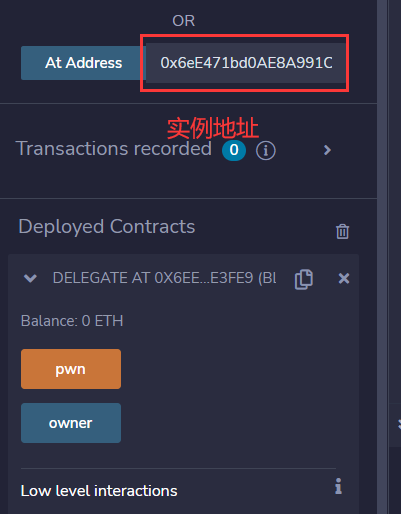 OR
At Address 0x6eE471bd0AE8A991C
实例地址
Transactions recorded 0 i
Deployed Contracts
DELEGATE AT 0X6EE...E3FE9 (Bl
Balance: 0 ETH
pwn
owner
Low level interactions i